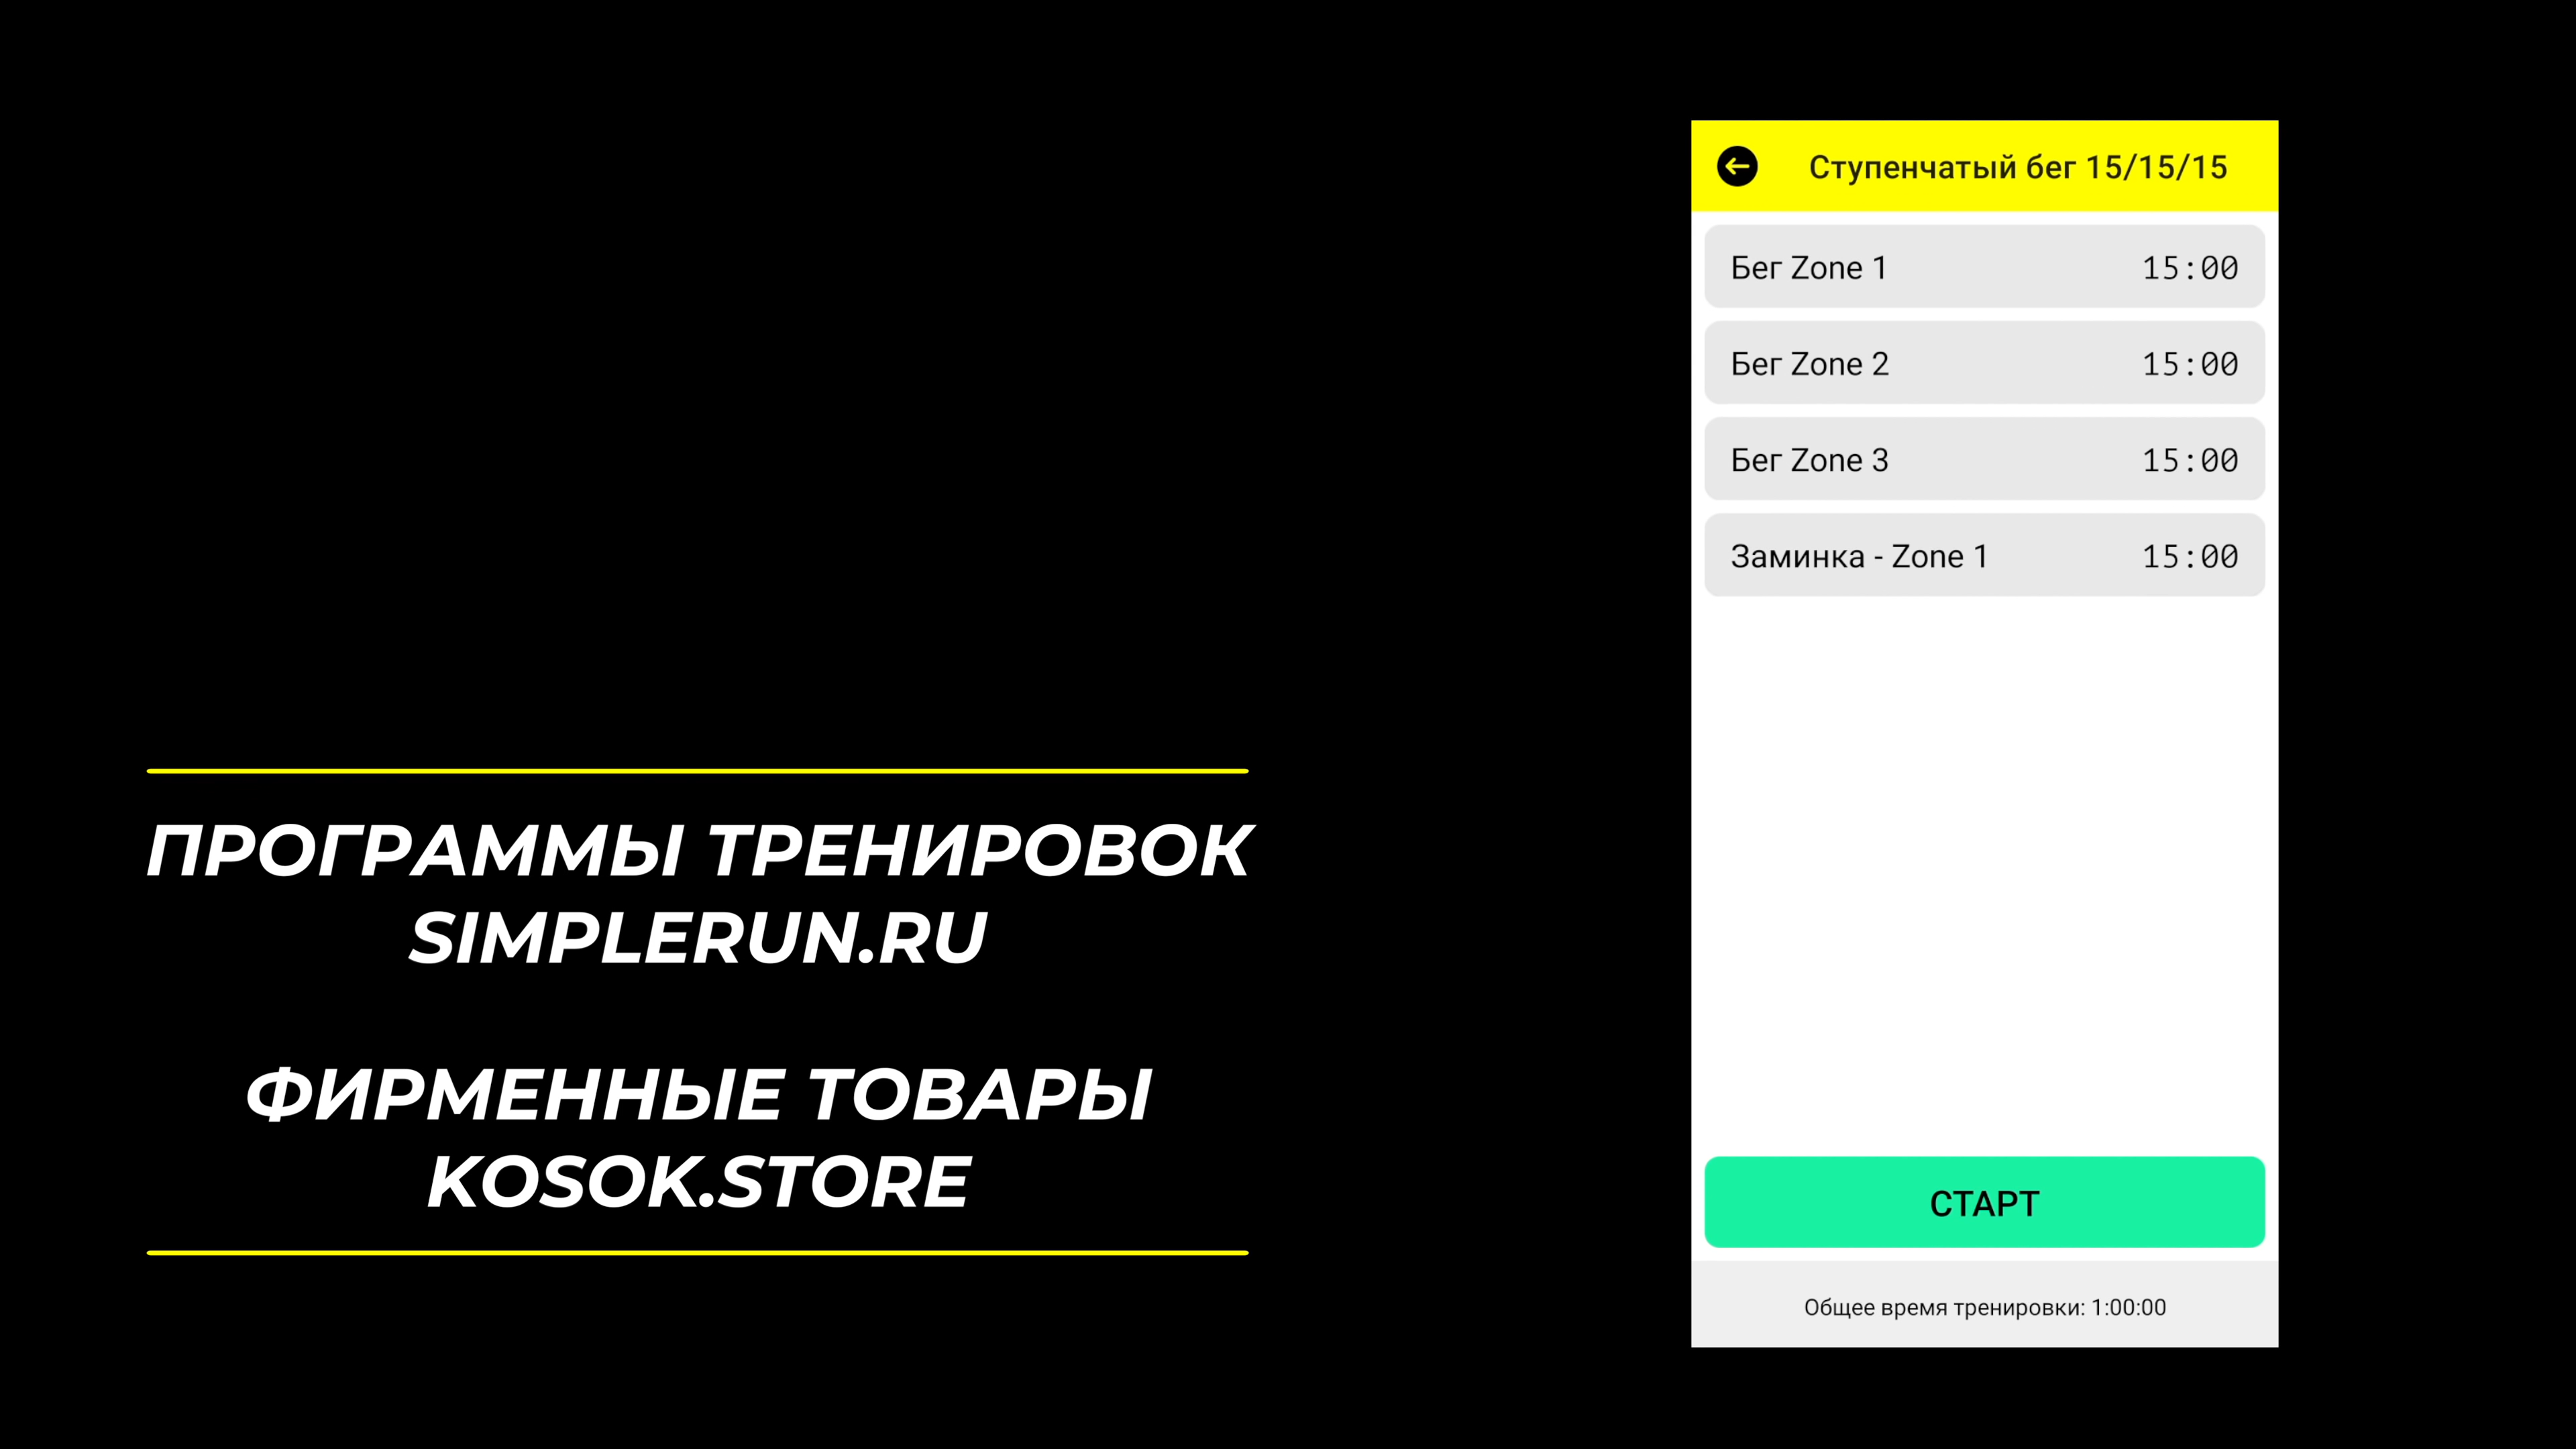 ПРОГРАММЫ ТРЕНИРОВОК
SIMPLERUN.RU
ФИРМЕННЫЕ ТОВАРЫ
KOSOK.STORE
Ступенчатый бег 15/15/15
Бег Zone 1 15:00
Бег Zone 2 15:00
Бег Zone 3 15:00
Заминка - Zone 1 15:00
СТАРТ
Общее время тренировки: 1:00:00